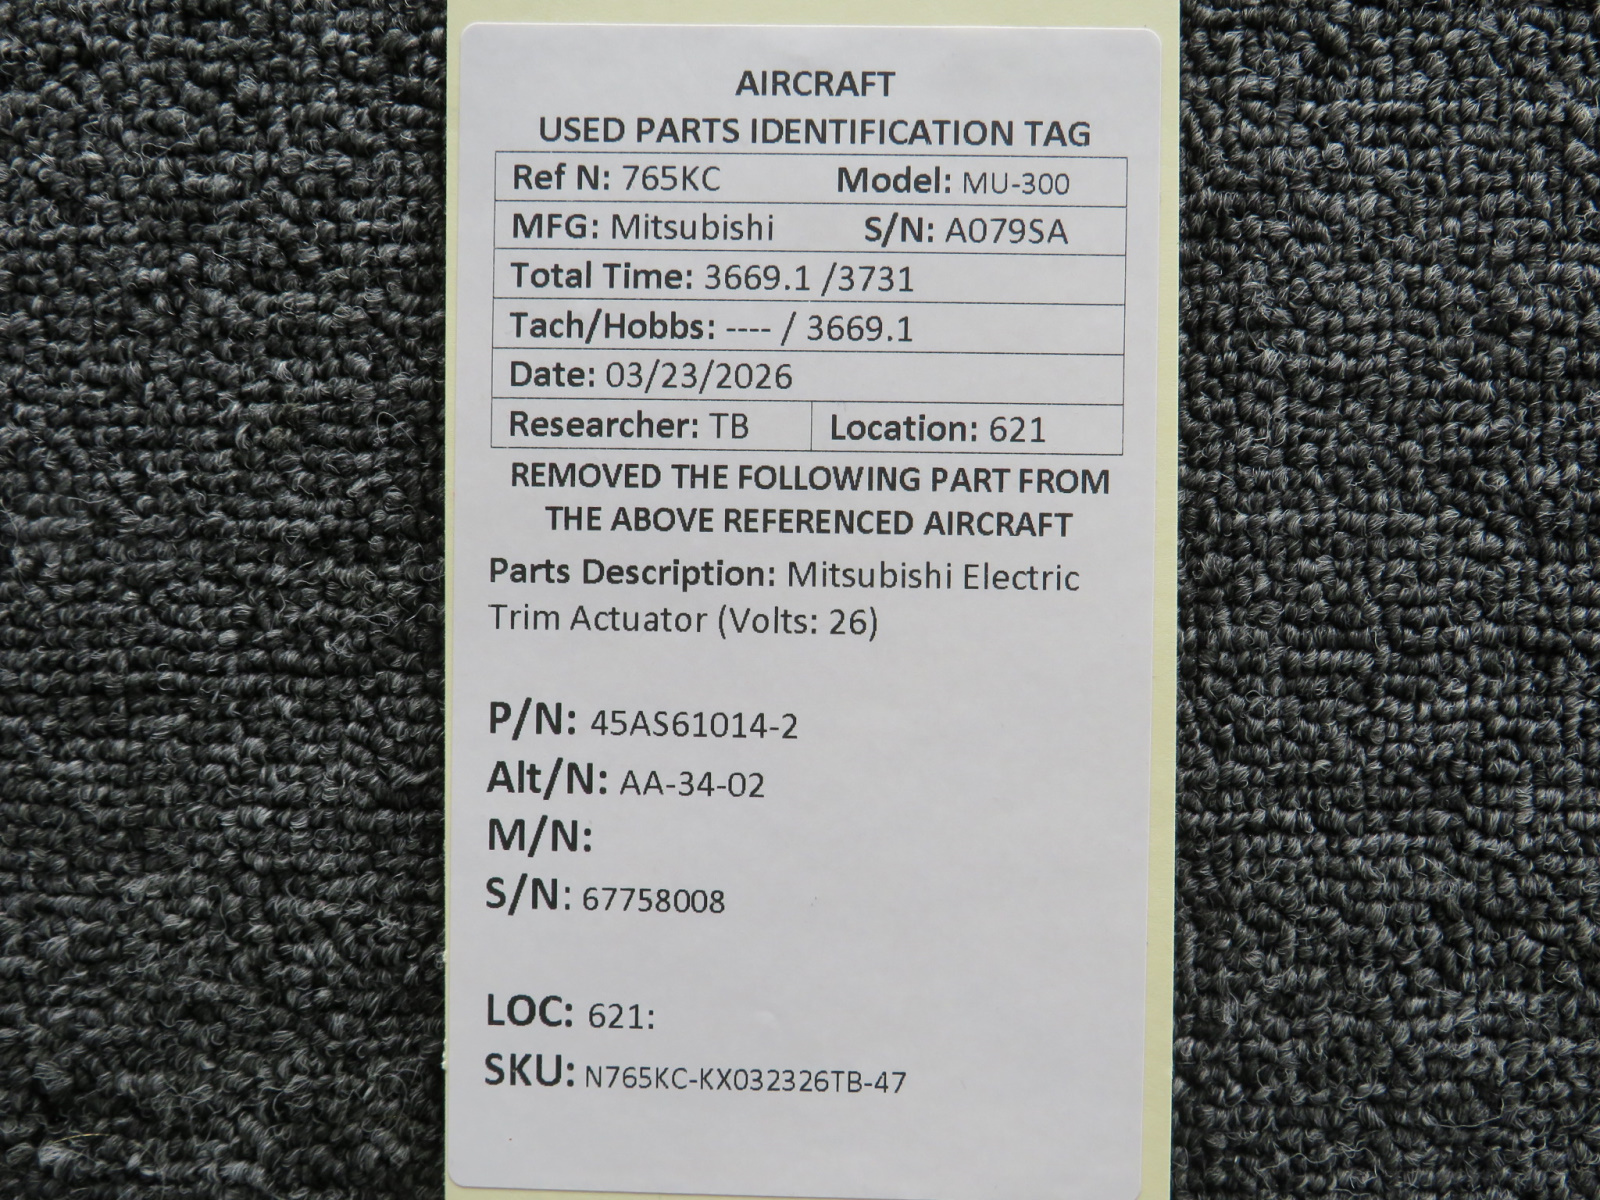 AIRCRAFT
USED PARTS IDENTIFICATION TAG
Ref N: 765KC Model: MU-300
MFG: Mitsubishi S/N: A079SA
Total Time: 3669.1 /3731
Tach/Hobbs: ---- / 3669.1
Date: 03/23/2026
Researcher: TB Location: 621
REMOVED THE FOLLOWING PART FROM
THE ABOVE REFERENCED AIRCRAFT
Parts Description: Mitsubishi Electric
Trim Actuator (Volts: 26)
P/N: 45AS61014-2
Alt/N: AA-34-02
M/N:
S/N: 67758008
LOC: 621:
SKU: N765KC-KX032326TB-47